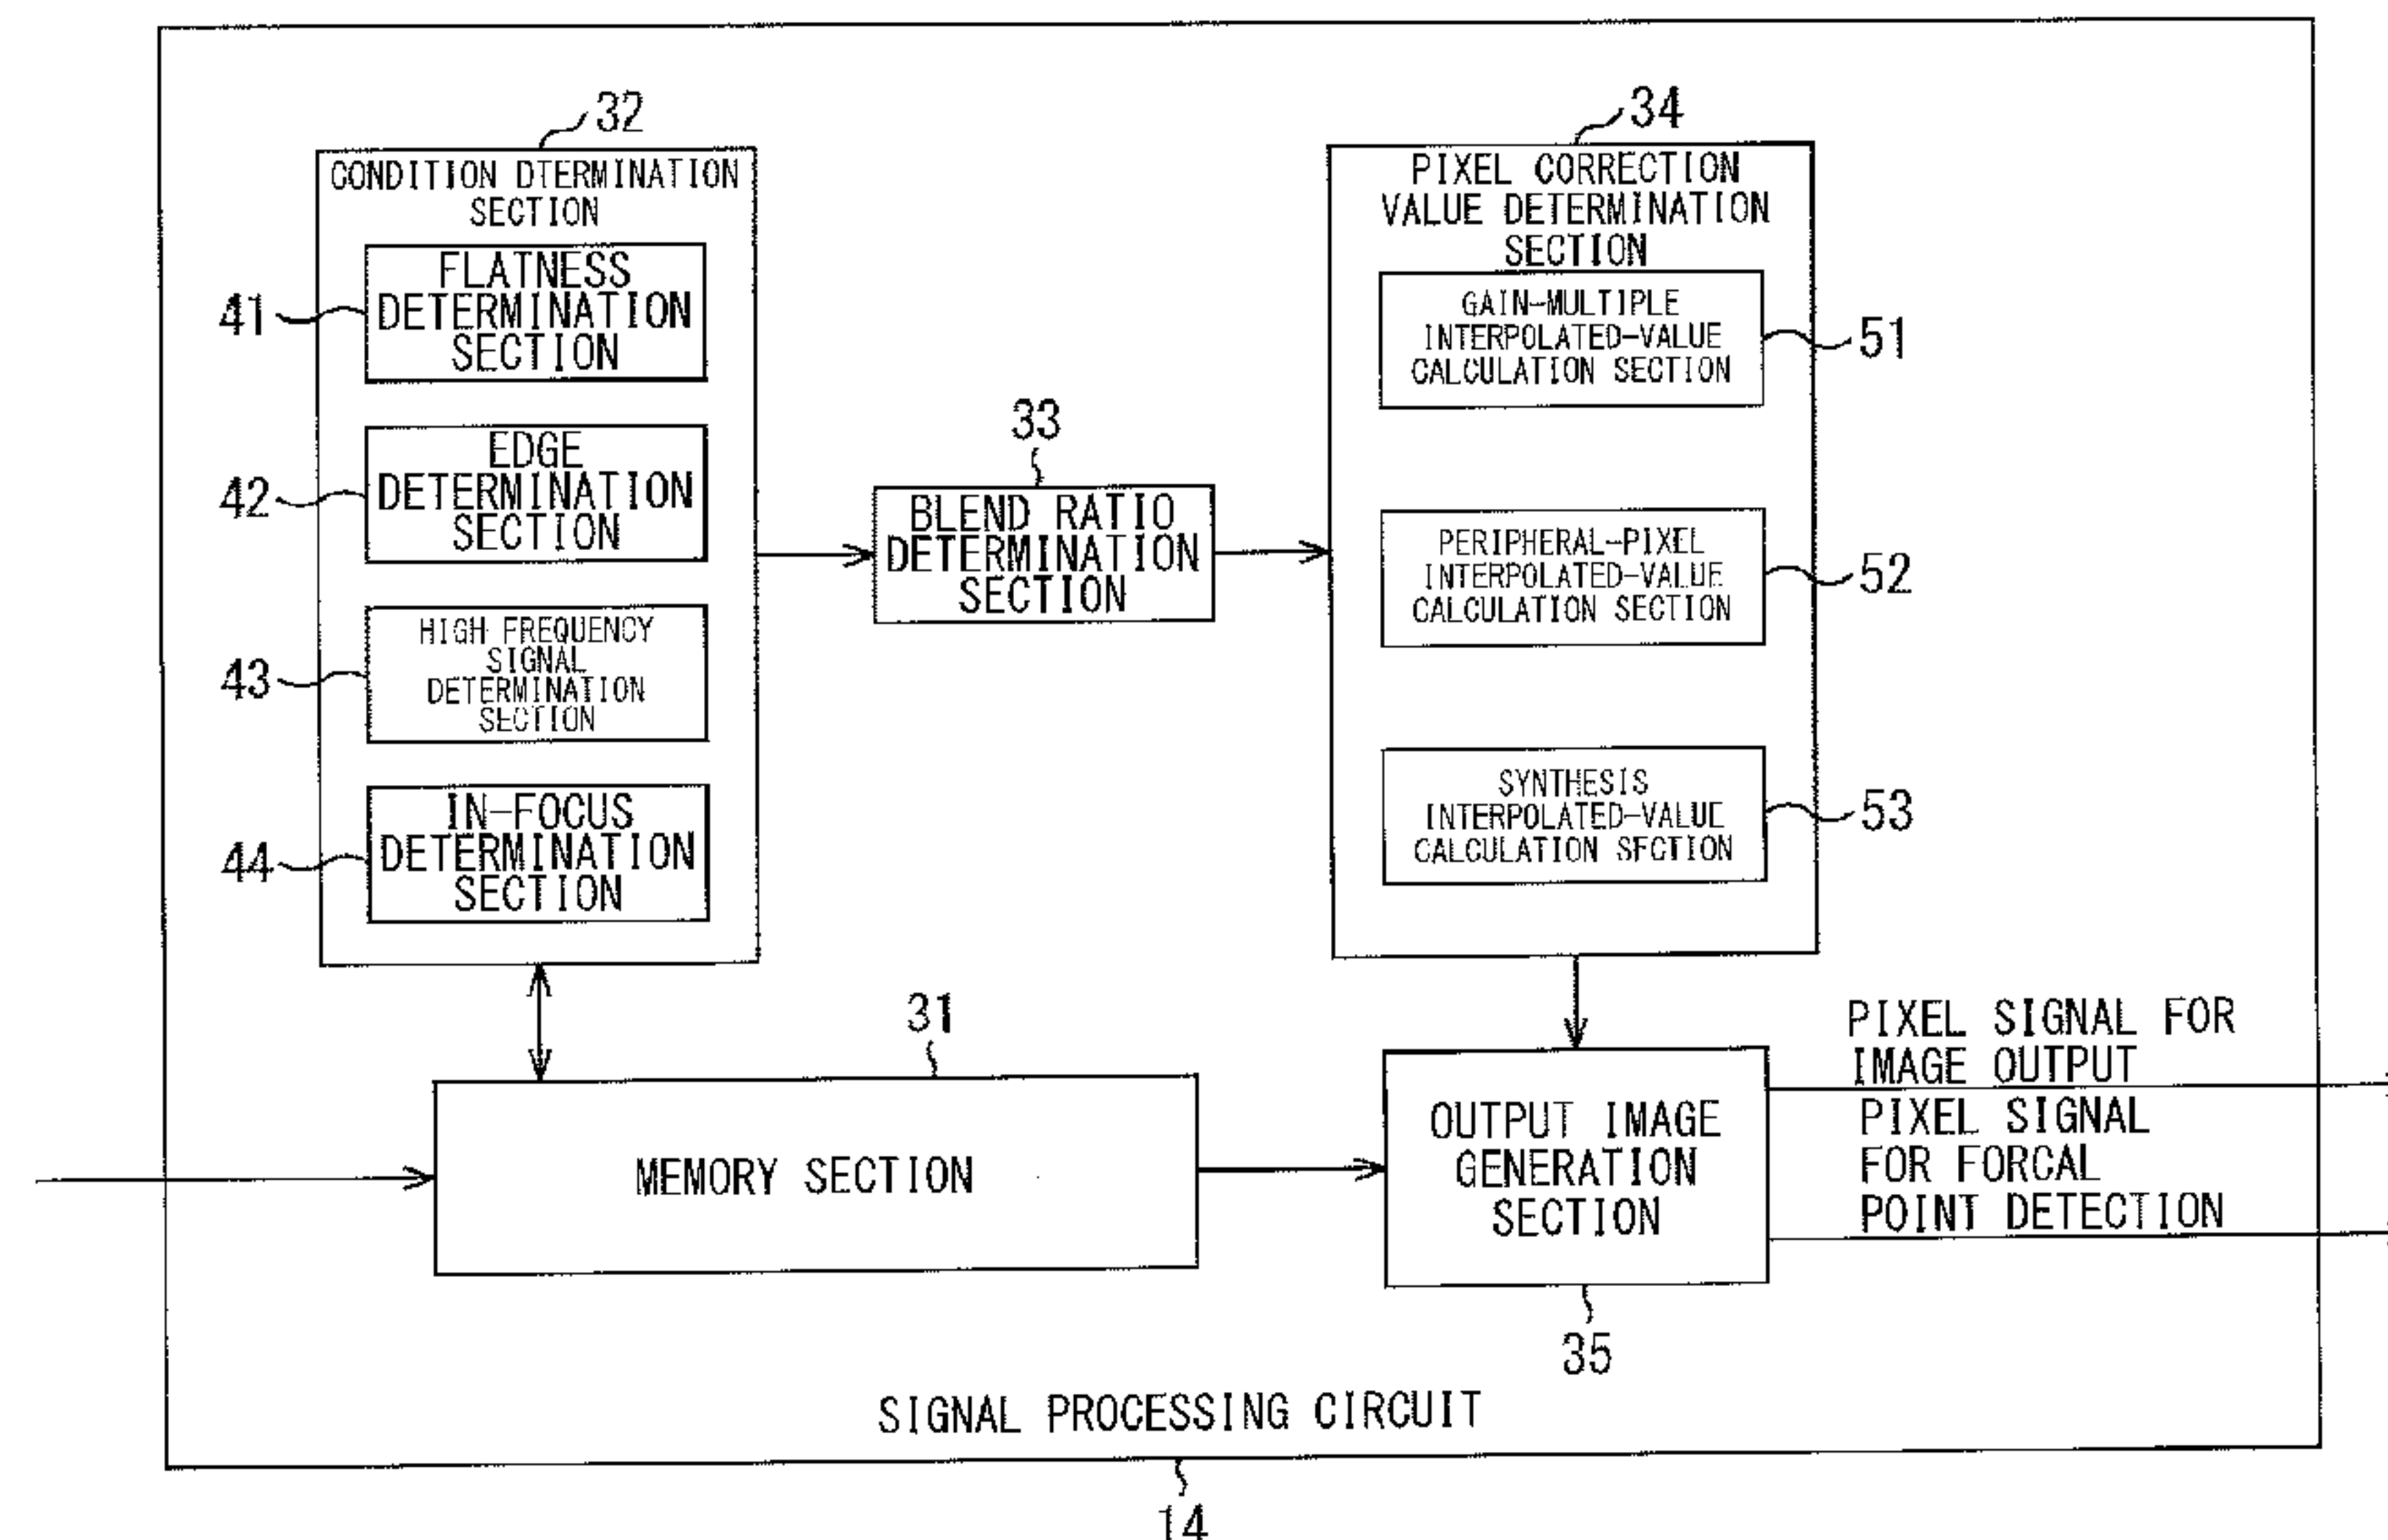 32
CONDITION DTERMINATION
SECTION
41
FLATNESS
DETERMINATION
SECTION
42
EDGE
DETERMINATION
SECTION
43
HIGH FREQUENCY
SIGNAL
DETERMINATION
SECTION
44
IN-FOCUS
DETERMINATION
SECTION
33
BLEND RATIO
DETERMINATION
SECTION
34
PIXEL CORRECTION
VALUE DETERMINATION
SECTION
GAIN-MULTIPLE
INTERPOLATED-VALUE
CALCULATION SECTION
51
PERIPHERAL-PIXEL
INTERPOLATED-VALUE
CALCULATION SECTION
52
SYNTHESIS
INTERPOLATED-VALUE
CALCULATION SECTION
53
31
MEMORY SECTION
OUTPUT IMAGE
GENERATION
SECTION
35
PIXEL SIGNAL FOR
IMAGE OUTPUT
PIXEL SIGNAL
FOR FORCAL
POINT DETECTION
SIGNAL PROCESSING CIRCUIT
14